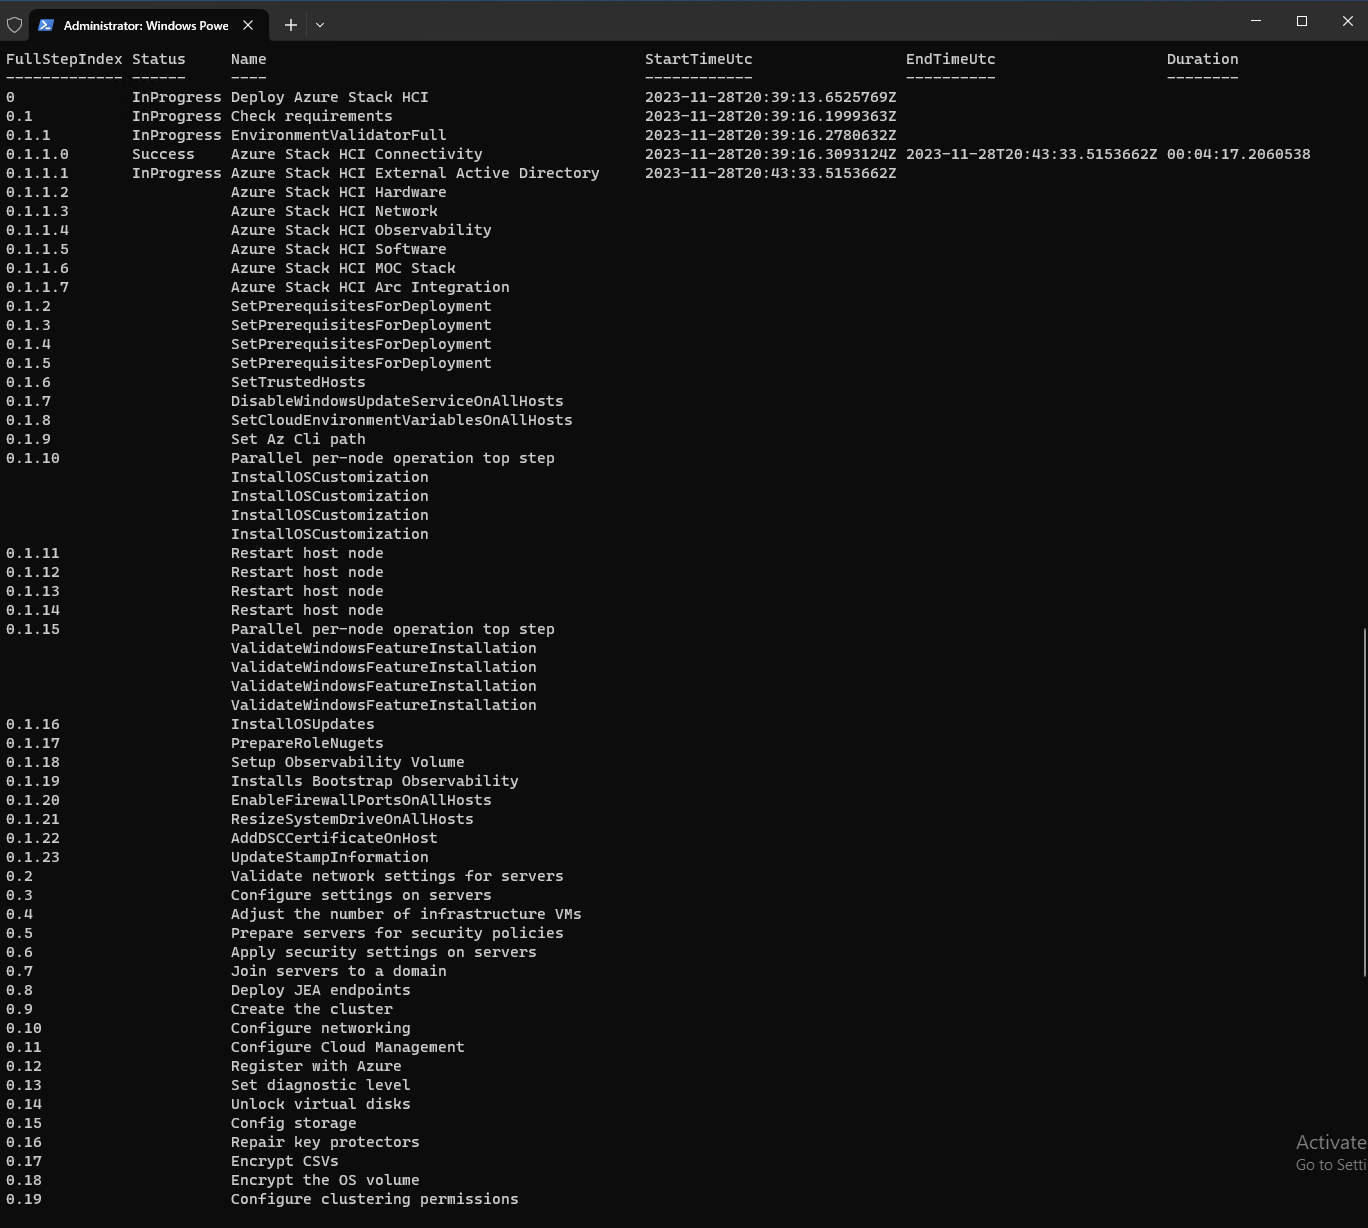 Administrator: Windows Powe
FullStepIndex Status     Name                                          StartTimeUtc                 EndTimeUtc                   Duration
------------- ------     ----                                          ------------                 ----------                   --------
0             InProgress Deploy Azure Stack HCI                        2023-11-28T20:39:13.6525769Z
0.1           InProgress Check requirements                            2023-11-28T20:39:16.1999363Z
0.1.1         InProgress EnvironmentValidatorFull                      2023-11-28T20:39:16.2780632Z
0.1.1.0       Success    Azure Stack HCI Connectivity                  2023-11-28T20:39:16.3093124Z 2023-11-28T20:43:33.5153662Z 00:04:17.2060538
0.1.1.1       InProgress Azure Stack HCI External Active Directory     2023-11-28T20:43:33.5153662Z
0.1.1.2                  Azure Stack HCI Hardware
0.1.1.3                  Azure Stack HCI Network
0.1.1.4                  Azure Stack HCI Observability
0.1.1.5                  Azure Stack HCI Software
0.1.1.6                  Azure Stack HCI MOC Stack
0.1.1.7                  Azure Stack HCI Arc Integration
0.1.2                    SetPrerequisitesForDeployment
0.1.3                    SetPrerequisitesForDeployment
0.1.4                    SetPrerequisitesForDeployment
0.1.5                    SetPrerequisitesForDeployment
0.1.6                    SetTrustedHosts
0.1.7                    DisableWindowsUpdateServiceOnAllHosts
0.1.8                    SetCloudEnvironmentVariablesOnAllHosts
0.1.9                    Set Az Cli path
0.1.10                   Parallel per-node operation top step
                         InstallOSCustomization
                         InstallOSCustomization
                         InstallOSCustomization
                         InstallOSCustomization
0.1.11                   Restart host node
0.1.12                   Restart host node
0.1.13                   Restart host node
0.1.14                   Restart host node
0.1.15                   Parallel per-node operation top step
                         ValidateWindowsFeatureInstallation
                         ValidateWindowsFeatureInstallation
                         ValidateWindowsFeatureInstallation
                         ValidateWindowsFeatureInstallation
0.1.16                   InstallOSUpdates
0.1.17                   PrepareRoleNugets
0.1.18                   Setup Observability Volume
0.1.19                   Installs Bootstrap Observability
0.1.20                   EnableFirewallPortsOnAllHosts
0.1.21                   ResizeSystemDriveOnAllHosts
0.1.22                   AddDSCCertificateOnHost
0.1.23                   UpdateStampInformation
0.2                      Validate network settings for servers
0.3                      Configure settings on servers
0.4                      Adjust the number of infrastructure VMs
0.5                      Prepare servers for security policies
0.6                      Apply security settings on servers
0.7                      Join servers to a domain
0.8                      Deploy JEA endpoints
0.9                      Create the cluster
0.10                     Configure networking
0.11                     Configure Cloud Management
0.12                     Register with Azure
0.13                     Set diagnostic level
0.14                     Unlock virtual disks
0.15                     Config storage
0.16                     Repair key protectors
0.17                     Encrypt CSVs
0.18                     Encrypt the OS volume
0.19                     Configure clustering permissions
Activate
Go to Setti